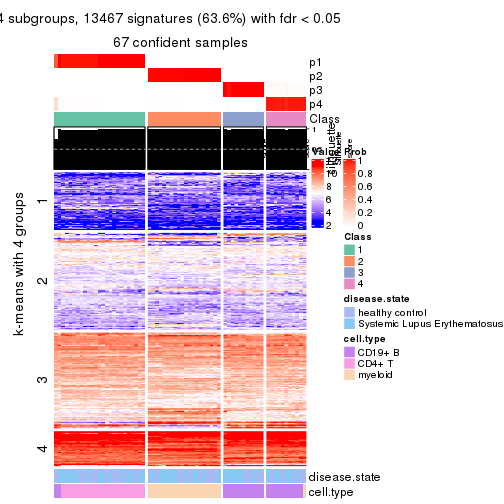 4 subgroups, 13467 signatures (63.6%) with fdr < 0.05
67 confident samples
p1
p2
p3
p4
Class
1
Silhouette
score
Value
Prob
10
8
6
4
2
1
0.8
0.6
0.4
0.2
0
Class
1
2
3
4
disease.state
healthy control
Systemic Lupus Erythematosus
cell.type
CD19+ B
CD4+ T
myeloid
k-means with 4 groups
1
2
3
4
disease.state
cell.type